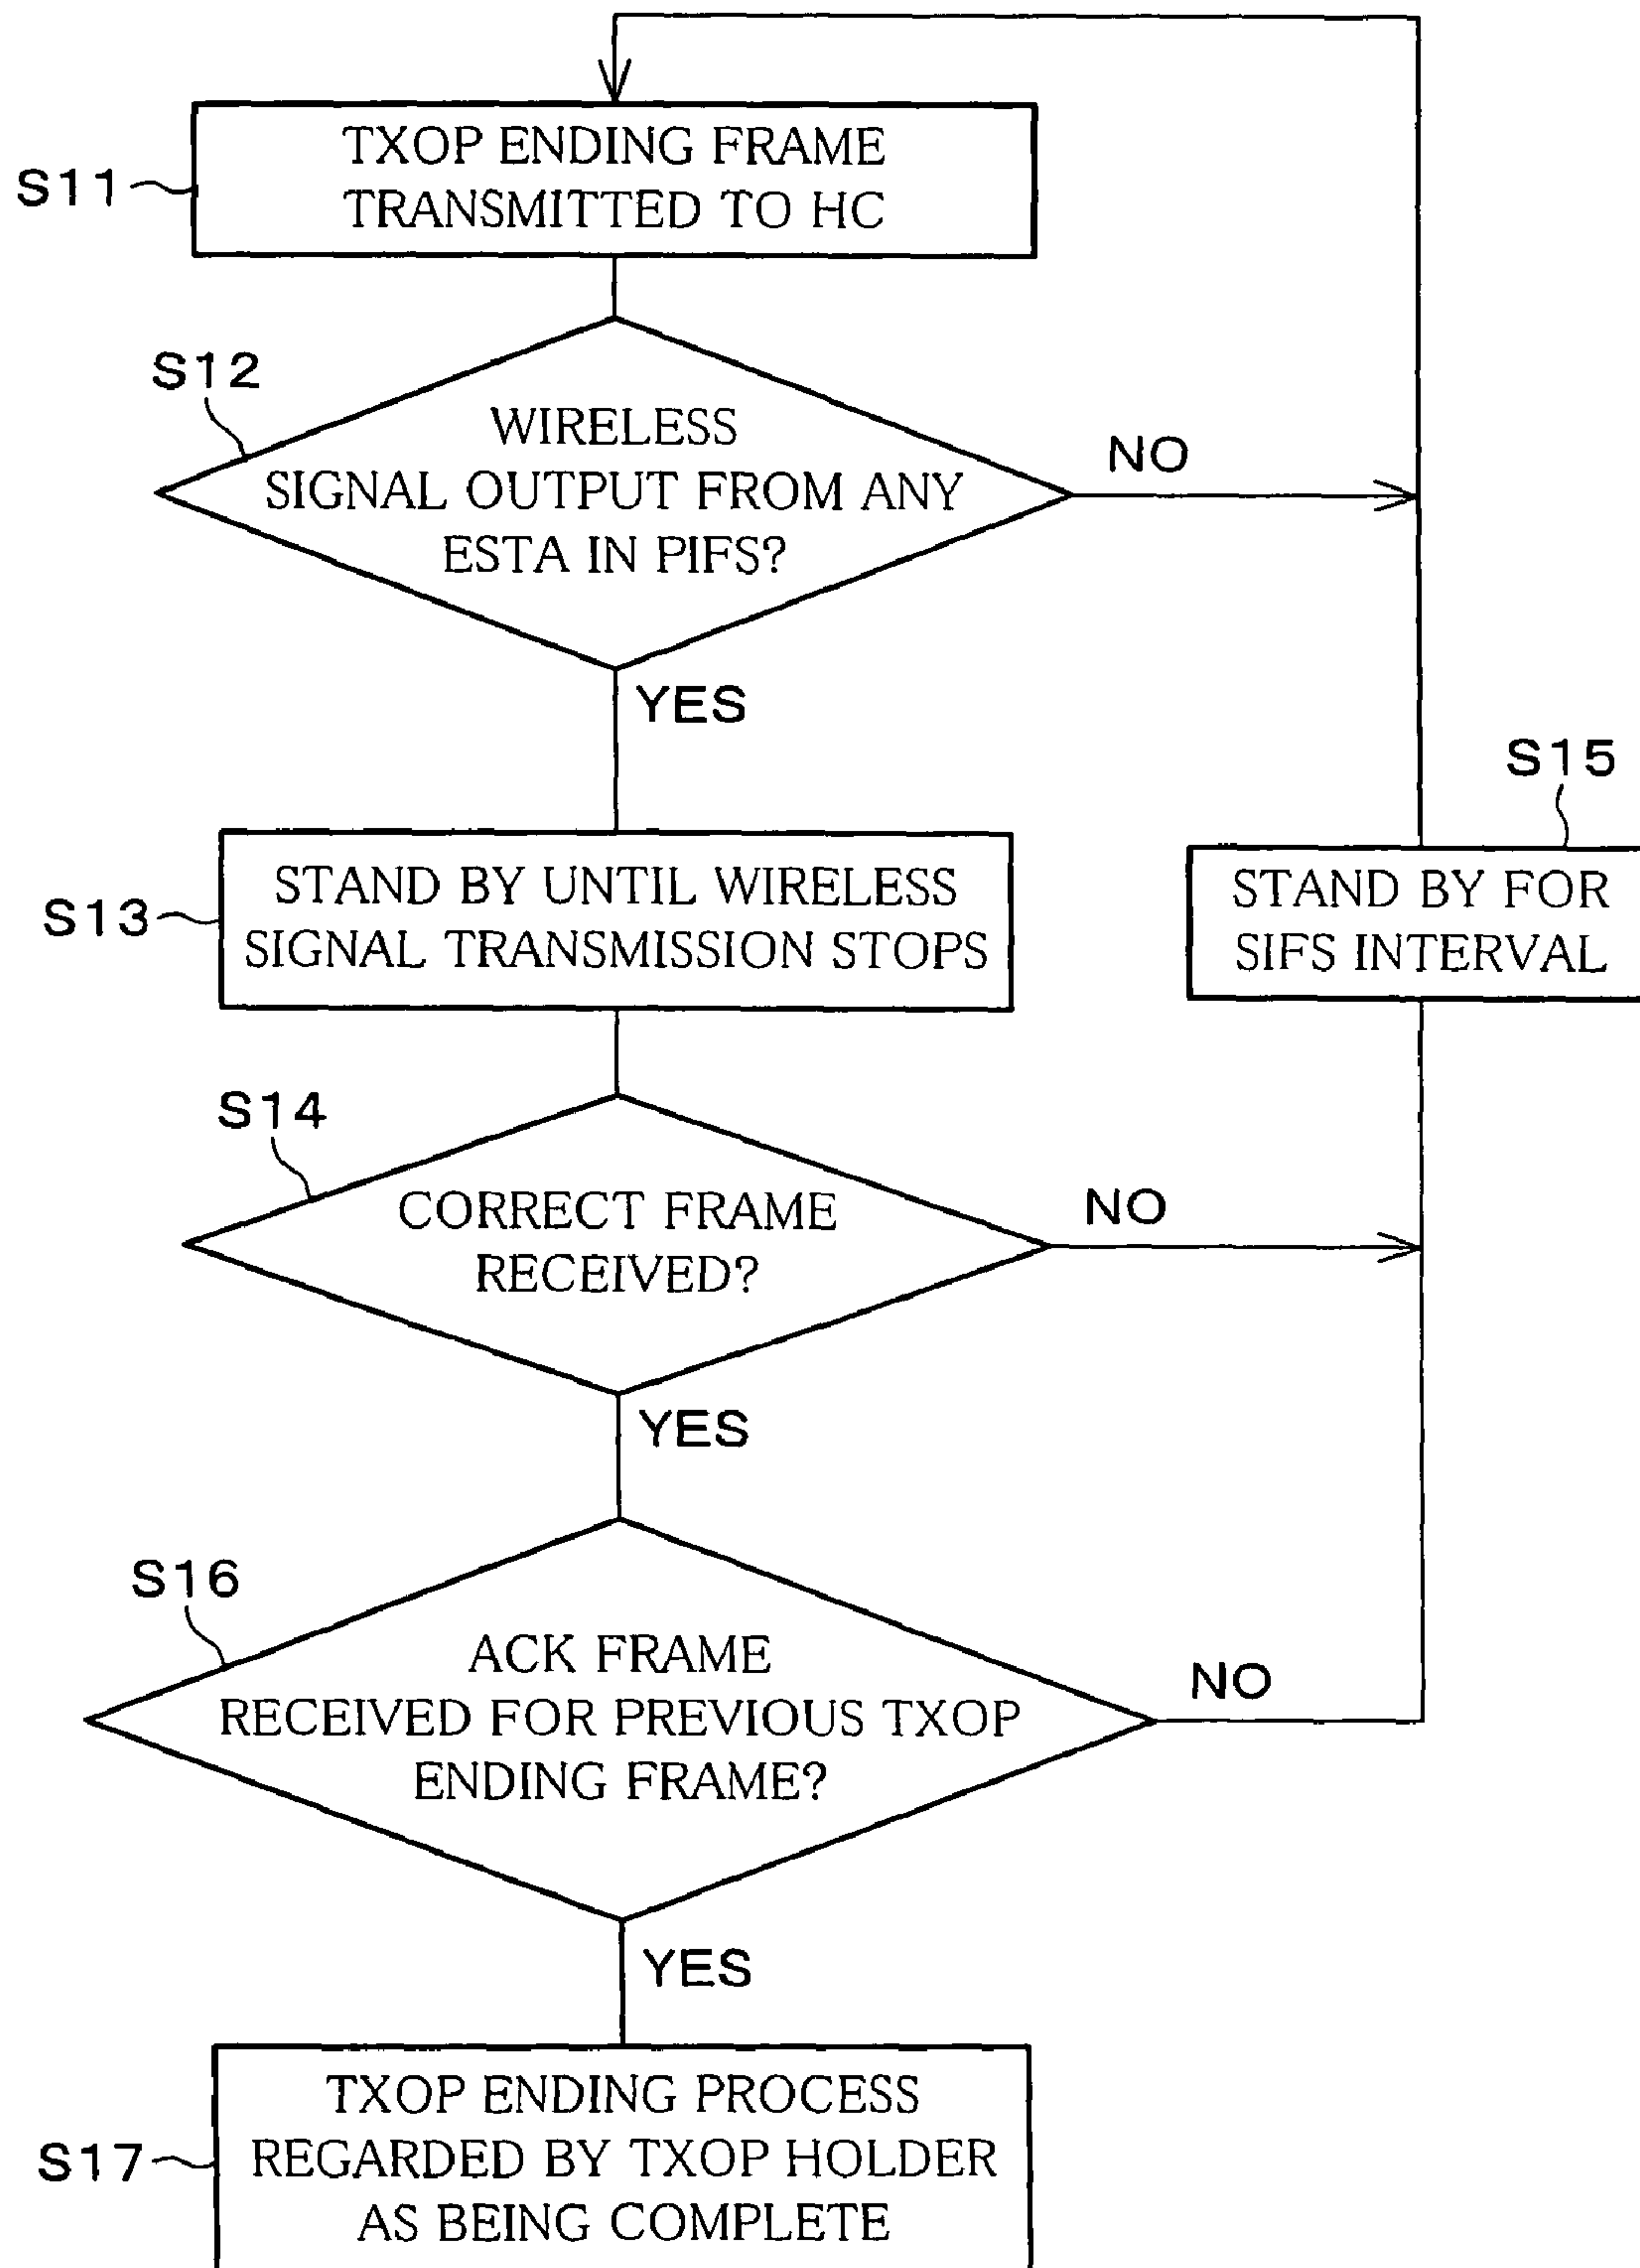 S11
TXOP ENDING FRAME
TRANSMITTED TO HC
S12
WIRELESS
SIGNAL OUTPUT FROM ANY
ESTA IN PIFS?
NO
YES
S13
STAND BY UNTIL WIRELESS
SIGNAL TRANSMISSION STOPS
S15
STAND BY FOR
SIFS INTERVAL
S14
CORRECT FRAME
RECEIVED?
NO
YES
S16
ACK FRAME
RECEIVED FOR PREVIOUS TXOP
ENDING FRAME?
NO
YES
S17
TXOP ENDING PROCESS
REGARDED BY TXOP HOLDER
AS BEING COMPLETE